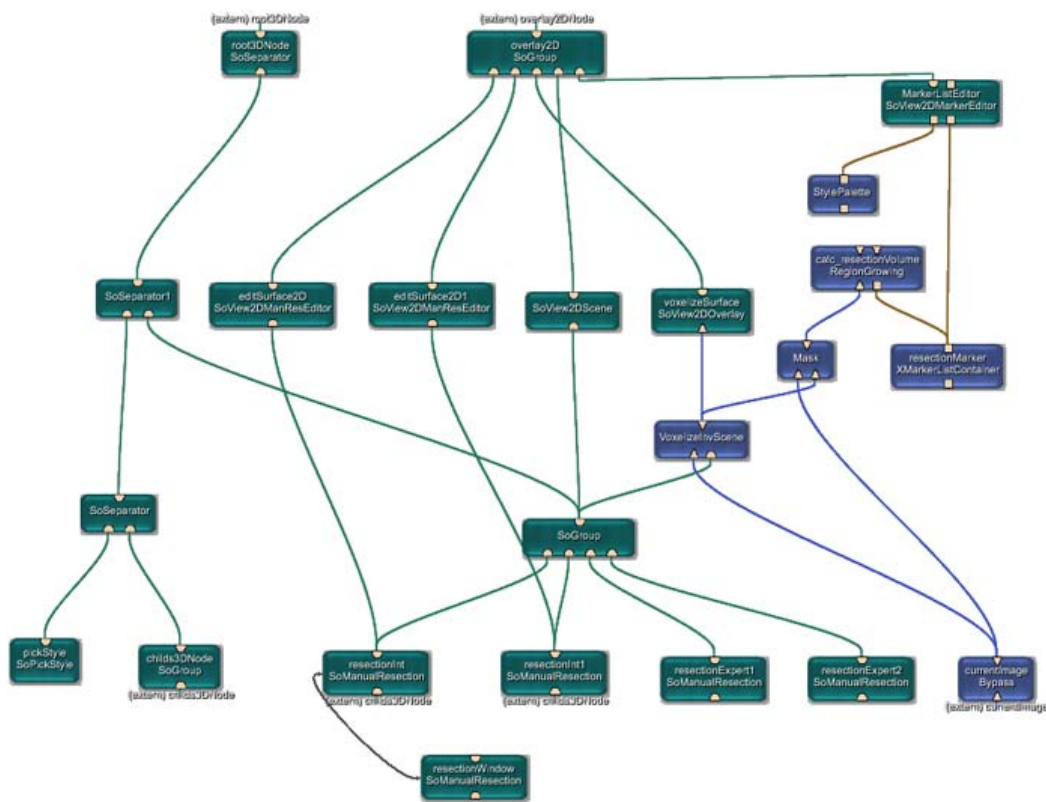 (extern) root3DNode
(extern) overlay2DNode
root3DNode
SoSeparator
overlay2D
SoGroup
MarkerListEditor
SoView2DMarkerEditor
StylePalette
calc_resectionVolume
RegionGrowing
SoSeparator1
editSurface2D
SoView2DManResEditor
editSurface2D1
SoView2DManResEditor
SoView2DScene
voxelizeSurface
SoView2DOverlay
Mask
resectionMarker
XMarkerListContainer
VoxelizeInvScene
SoSeparator
SoGroup
pickStyle
SoPickStyle
childs3DNode
SoGroup
(extern) childs3DNode
resectionInt
SoManualResection
(extern) childs3DNode
resectionInt1
SoManualResection
(extern) childs3DNode
resectionExpert1
SoManualResection
resectionExpert2
SoManualResection
currentImage
Bypass
(extern) currentImage
resectionWindow
SoManualResection